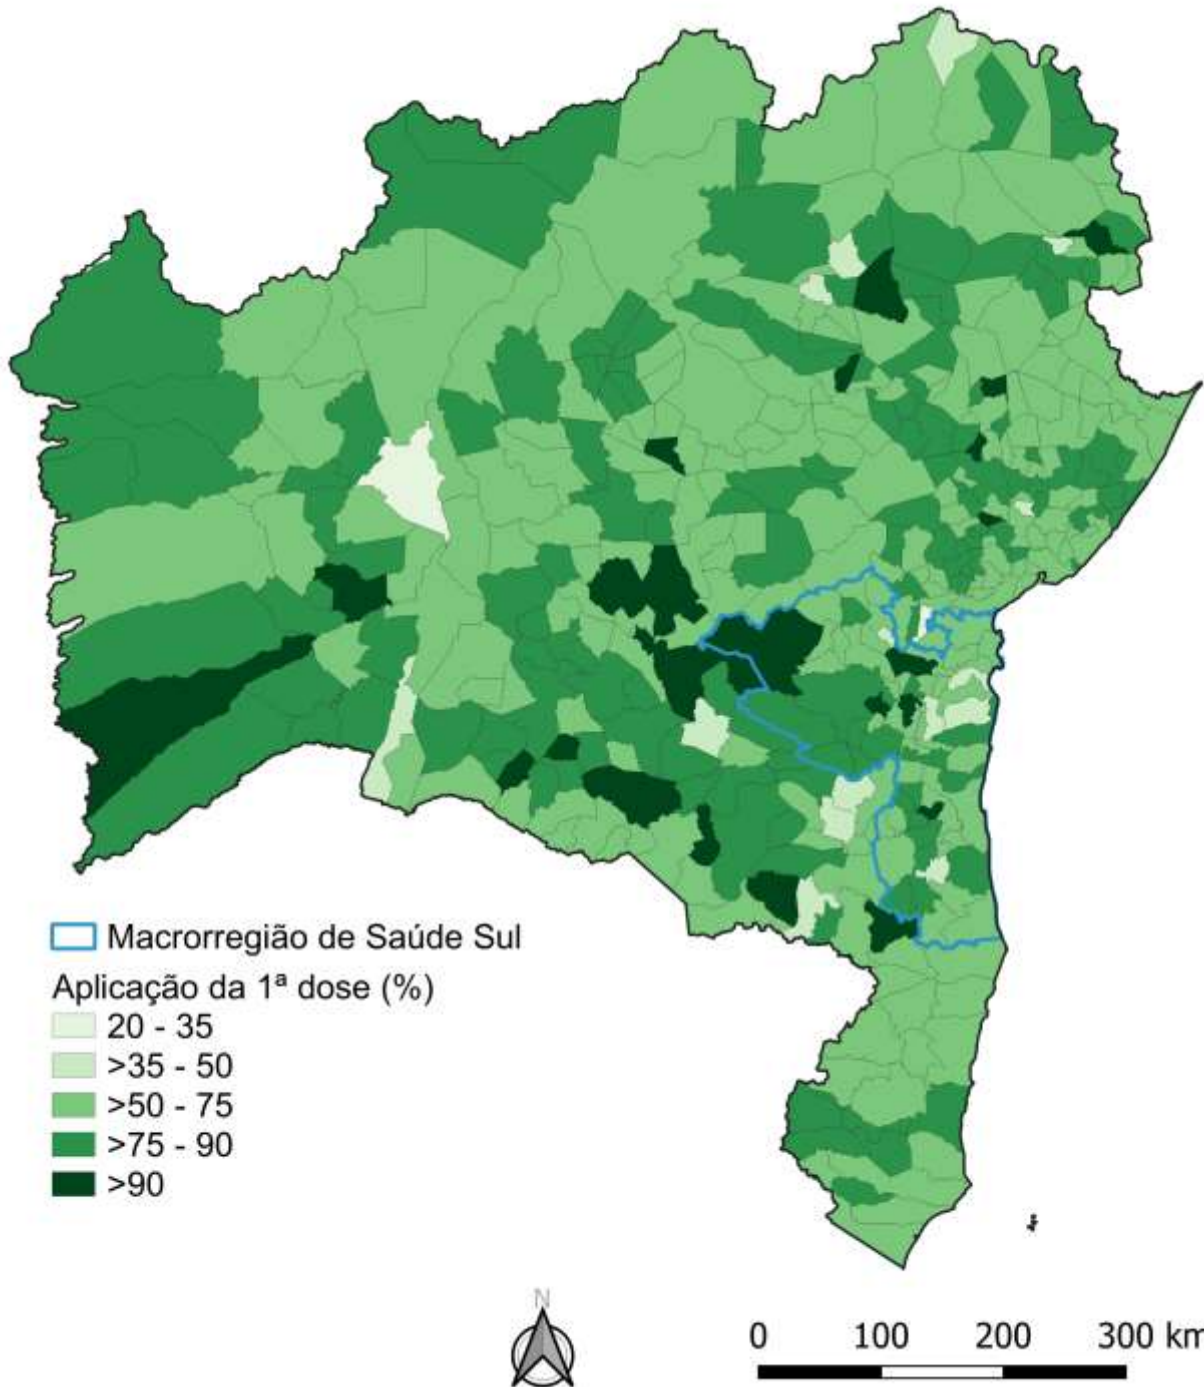 Macrorregião de Saúde Sul
Aplicação da 1ª dose (%)
20 - 35
>35 - 50
>50 - 75
>75 - 90
>90
N
0 100 200 300 km